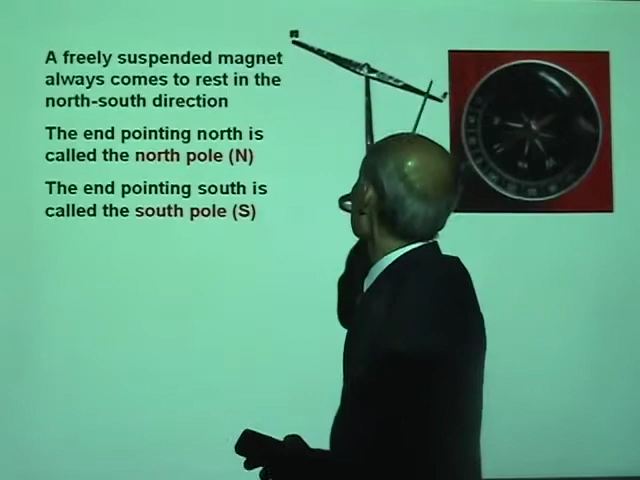 A freely suspended magnet
always comes to rest in the
north-south direction
The end pointing north is
called the north pole (N)
The end pointing south is
called the south pole (S)